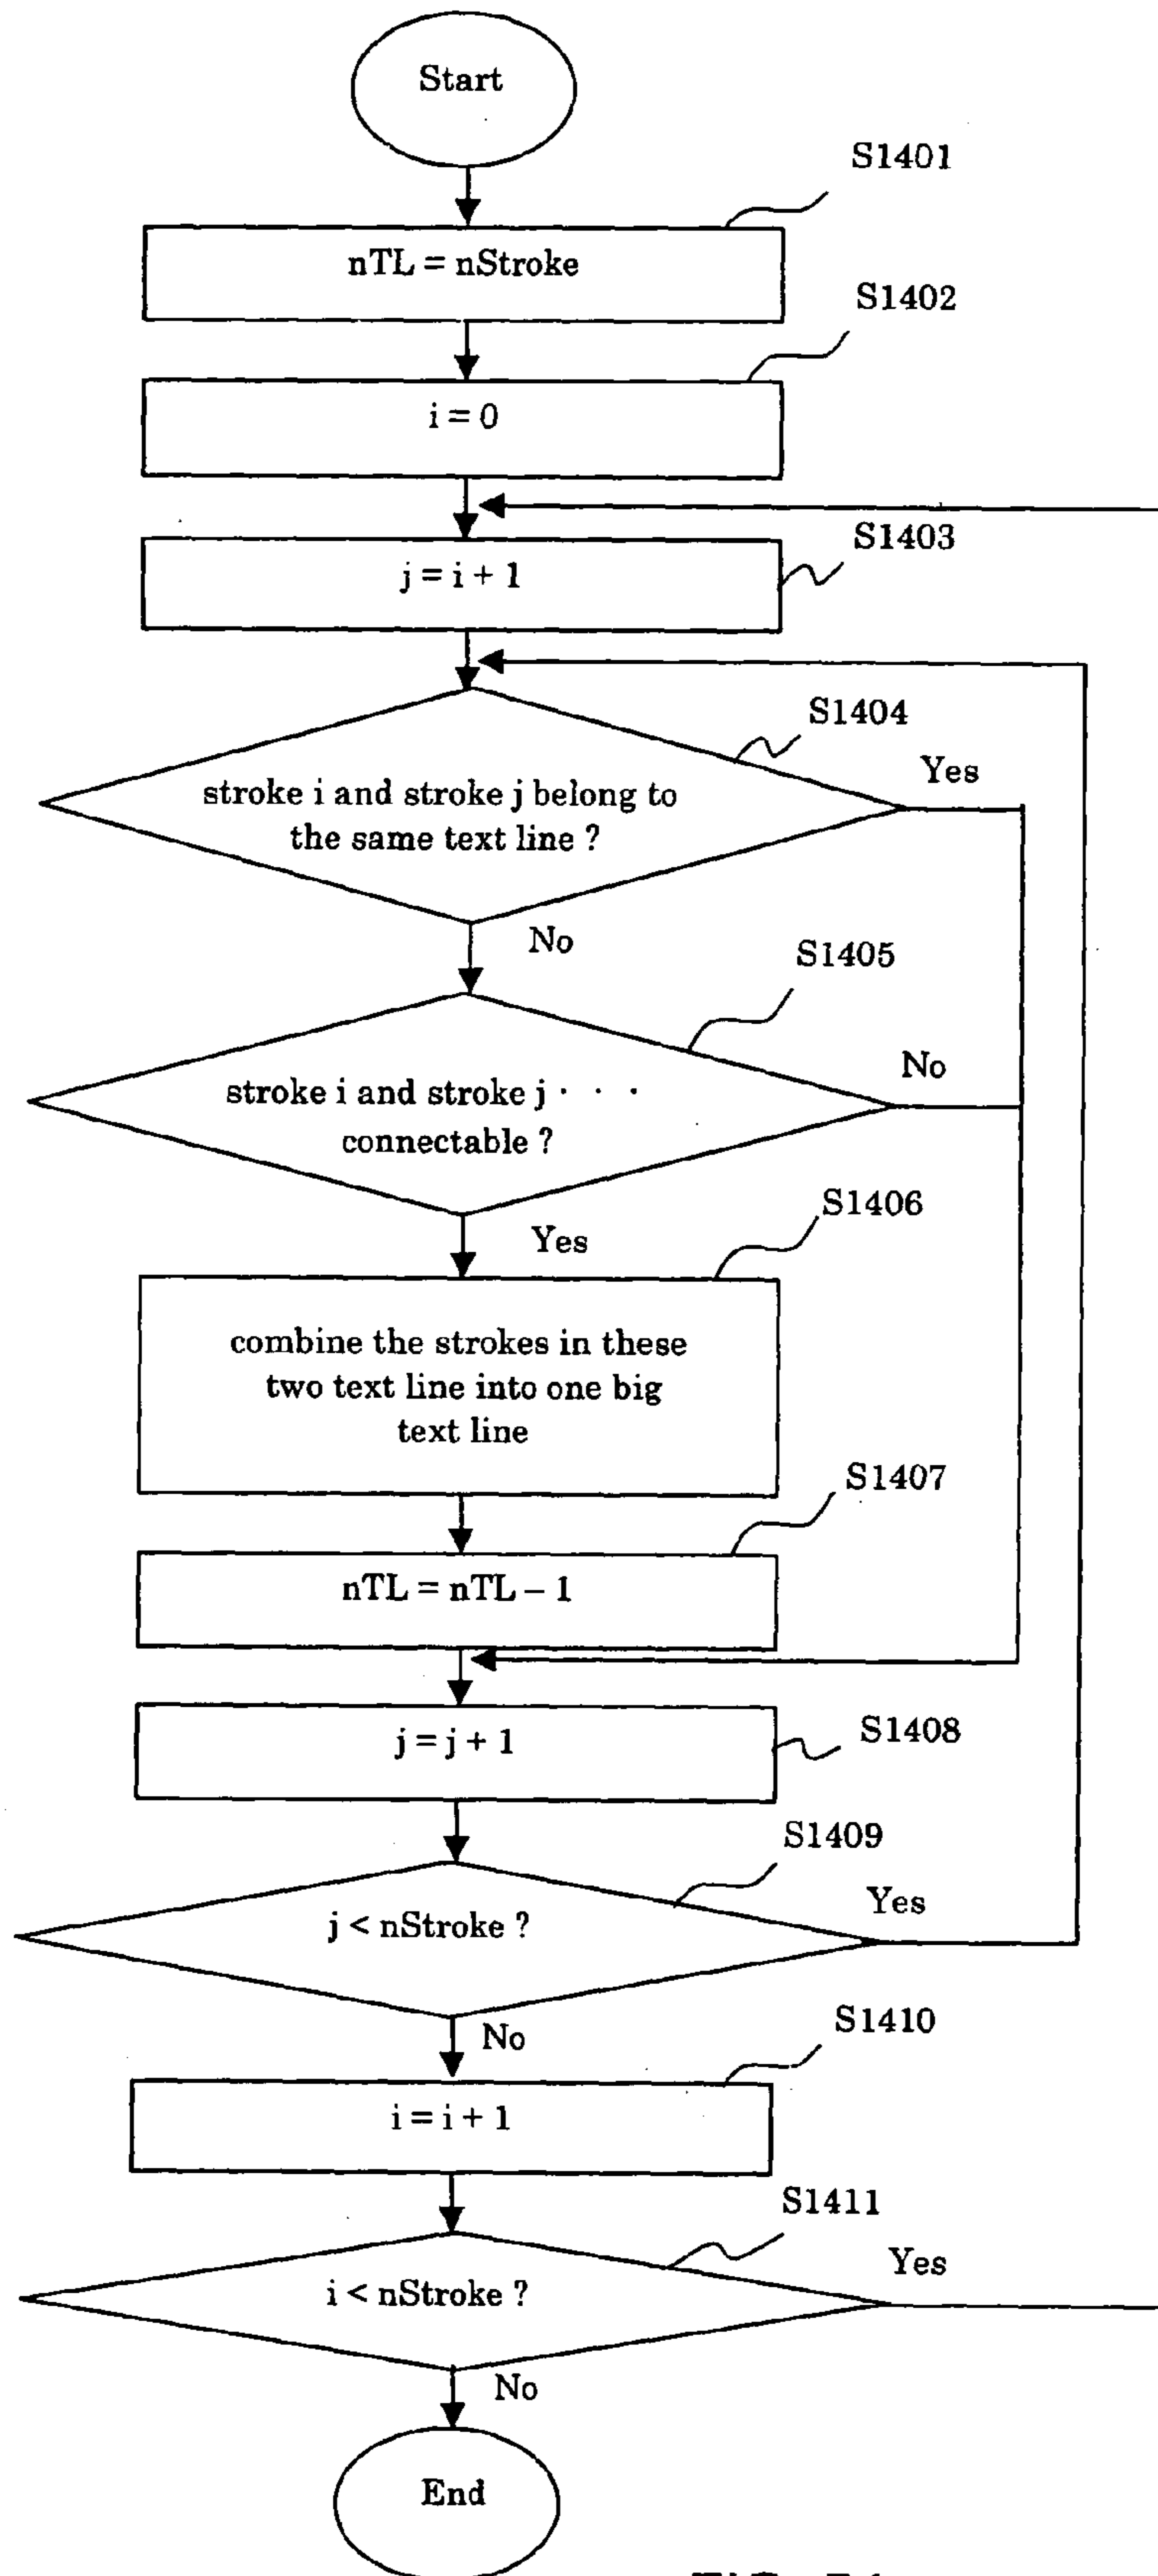 Start
S1401
nTL = nStroke
S1402
i = 0
S1403
j = i + 1
S1404
Yes
stroke i and stroke j belong to
the same text line ?
No
S1405
No
stroke i and stroke j · · ·
connectable ?
S1406
Yes
combine the strokes in these
two text line into one big
text line
S1407
nTL = nTL – 1
S1408
j = j + 1
S1409
Yes
j < nStroke ?
No
S1410
i = i + 1
S1411
Yes
i < nStroke ?
No
End